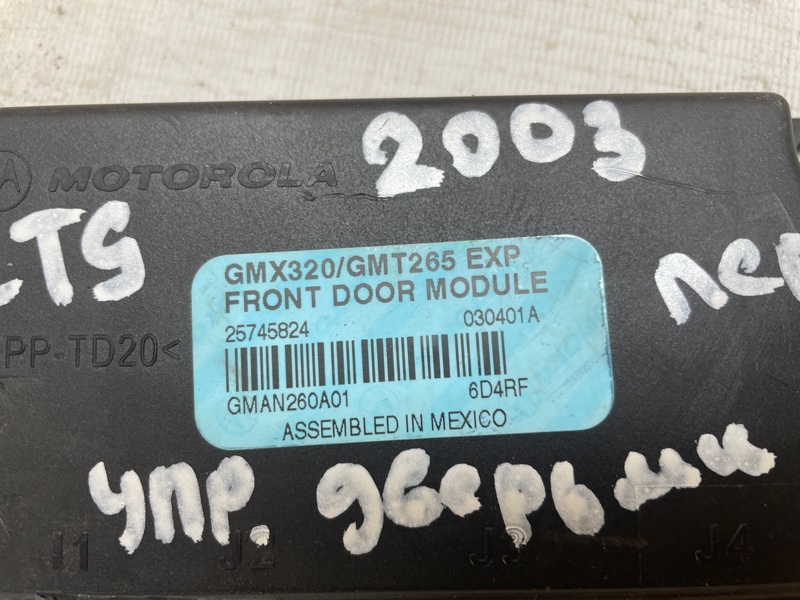 2003
MOTOROLA
CTS
GMX320/GMT265 EXP
FRONT DOOR MODULE
25745824 030401A
GMAN260A01 6D4RF
ASSEMBLED IN MEXICO
лер
PP-TD20<
упр. дверьми
J1 J2 J3 J4